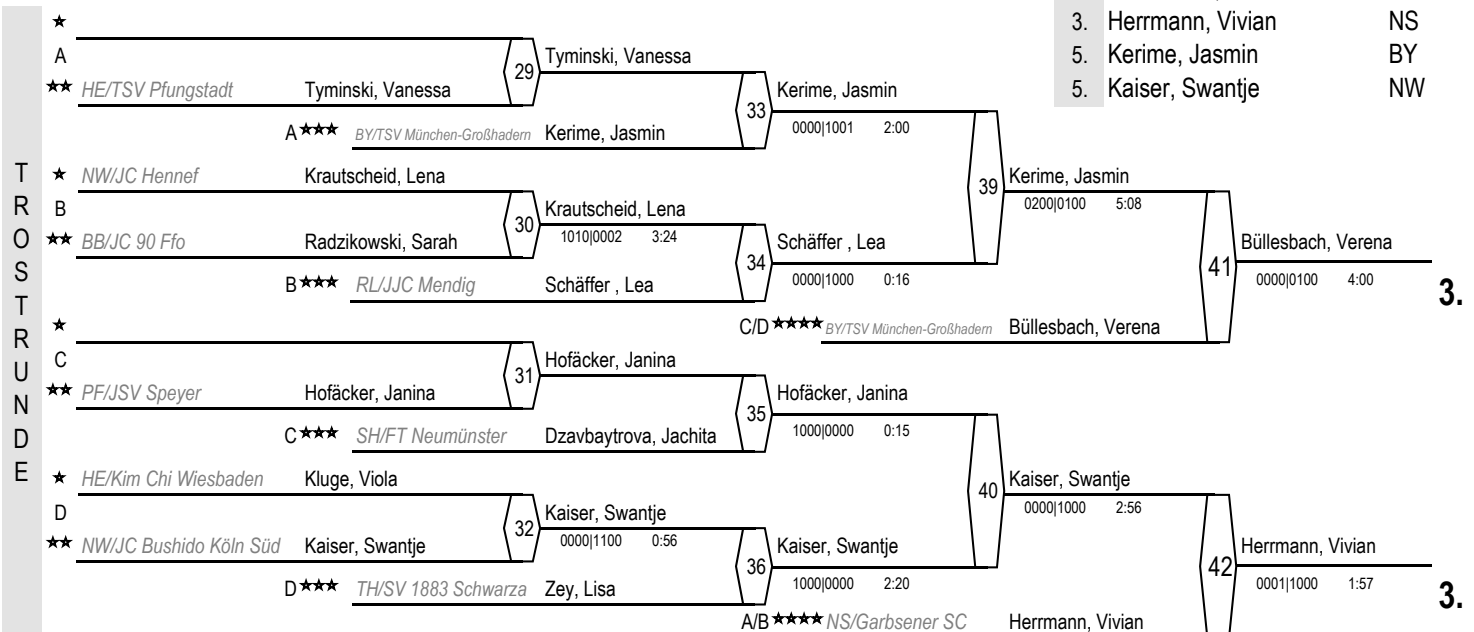 3. Herrmann, Vivian NS
5. Kerime, Jasmin BY
5. Kaiser, Swantje NW
TROSTRUNDE
★
A
★★ HE/TSV Pfungstadt Tyminski, Vanessa
29
Tyminski, Vanessa
A★★★ BY/TSV München-Großhadern Kerime, Jasmin
33
Kerime, Jasmin
0000|1001 2:00
★ NW/JC Hennef Krautscheid, Lena
B
★★ BB/JC 90 Ffo Radzikowski, Sarah
30
Krautscheid, Lena
1010|0002 3:24
B★★★ RL/JJC Mendig Schäffer , Lea
34
Schäffer , Lea
0000|1000 0:16
39
Kerime, Jasmin
0200|0100 5:08
C/D ★★★★ BY/TSV München-Großhadern Büllesbach, Verena
41
Büllesbach, Verena
0000|0100 4:00
3.
★
C
★★ PF/JSV Speyer Hofäcker, Janina
31
Hofäcker, Janina
C★★★ SH/FT Neumünster Dzavbaytrova, Jachita
35
Hofäcker, Janina
1000|0000 0:15
★ HE/Kim Chi Wiesbaden Kluge, Viola
D
★★ NW/JC Bushido Köln Süd Kaiser, Swantje
32
Kaiser, Swantje
0000|1100 0:56
D★★★ TH/SV 1883 Schwarza Zey, Lisa
36
Kaiser, Swantje
1000|0000 2:20
40
Kaiser, Swantje
0000|1000 2:56
A/B ★★★★ NS/Garbsener SC Herrmann, Vivian
42
Herrmann, Vivian
0001|1000 1:57
3.